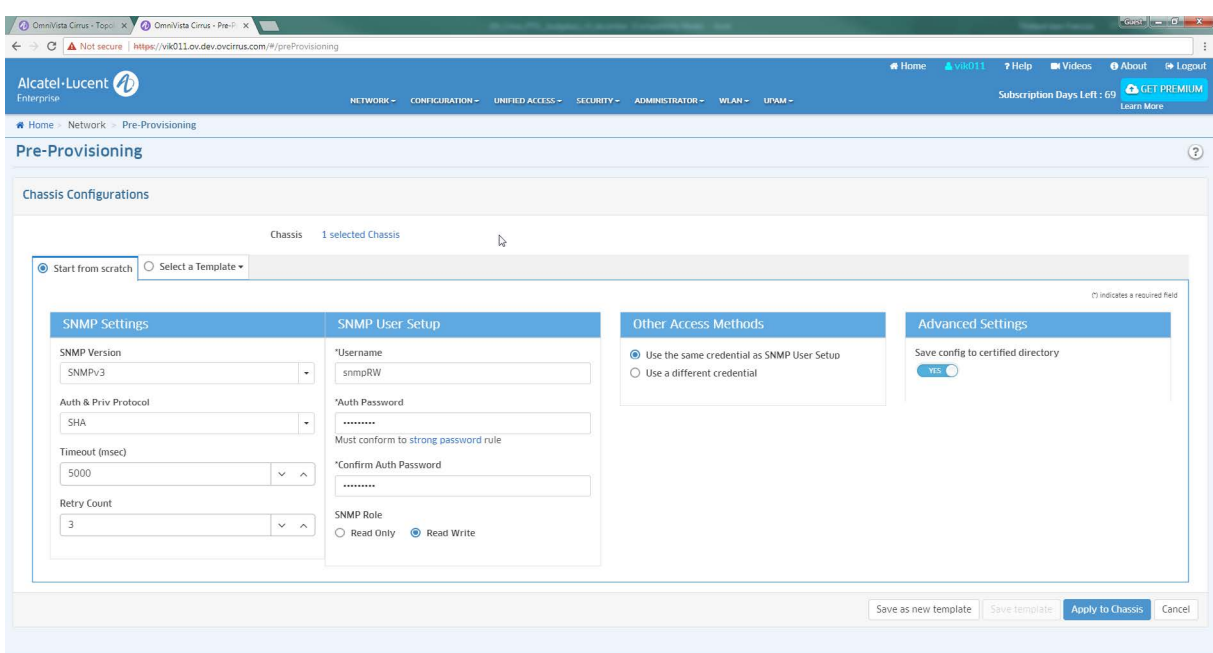 OmniVista Cirrus - Topol
OmniVista Cirrus - Pre-P
Guest
Not secure | https://vik011.ov.dev.ovcirrus.com/#/preProvisioning
Home vik011 ? Help Videos About Logout
Alcatel·Lucent
Enterprise
NETWORK CONFIGURATION UNIFIED ACCESS SECURITY ADMINISTRATOR WLAN UPAM
Subscription Days Left : 69 GET PREMIUM
Learn More
Home > Network > Pre-Provisioning
Pre-Provisioning ?
Chassis Configurations
Chassis 1 selected Chassis
Start from scratch Select a Template
(*) indicates a required field
SNMP Settings
SNMP Version
SNMPv3
Auth & Priv Protocol
SHA
Timeout (msec)
5000
Retry Count
3
SNMP User Setup
*Username
snmpRW
*Auth Password
•••••••••
Must conform to strong password rule
*Confirm Auth Password
•••••••••
SNMP Role
Read Only Read Write
Other Access Methods
Use the same credential as SNMP User Setup
Use a different credential
Advanced Settings
Save config to certified directory
YES
Save as new template Save template Apply to Chassis Cancel